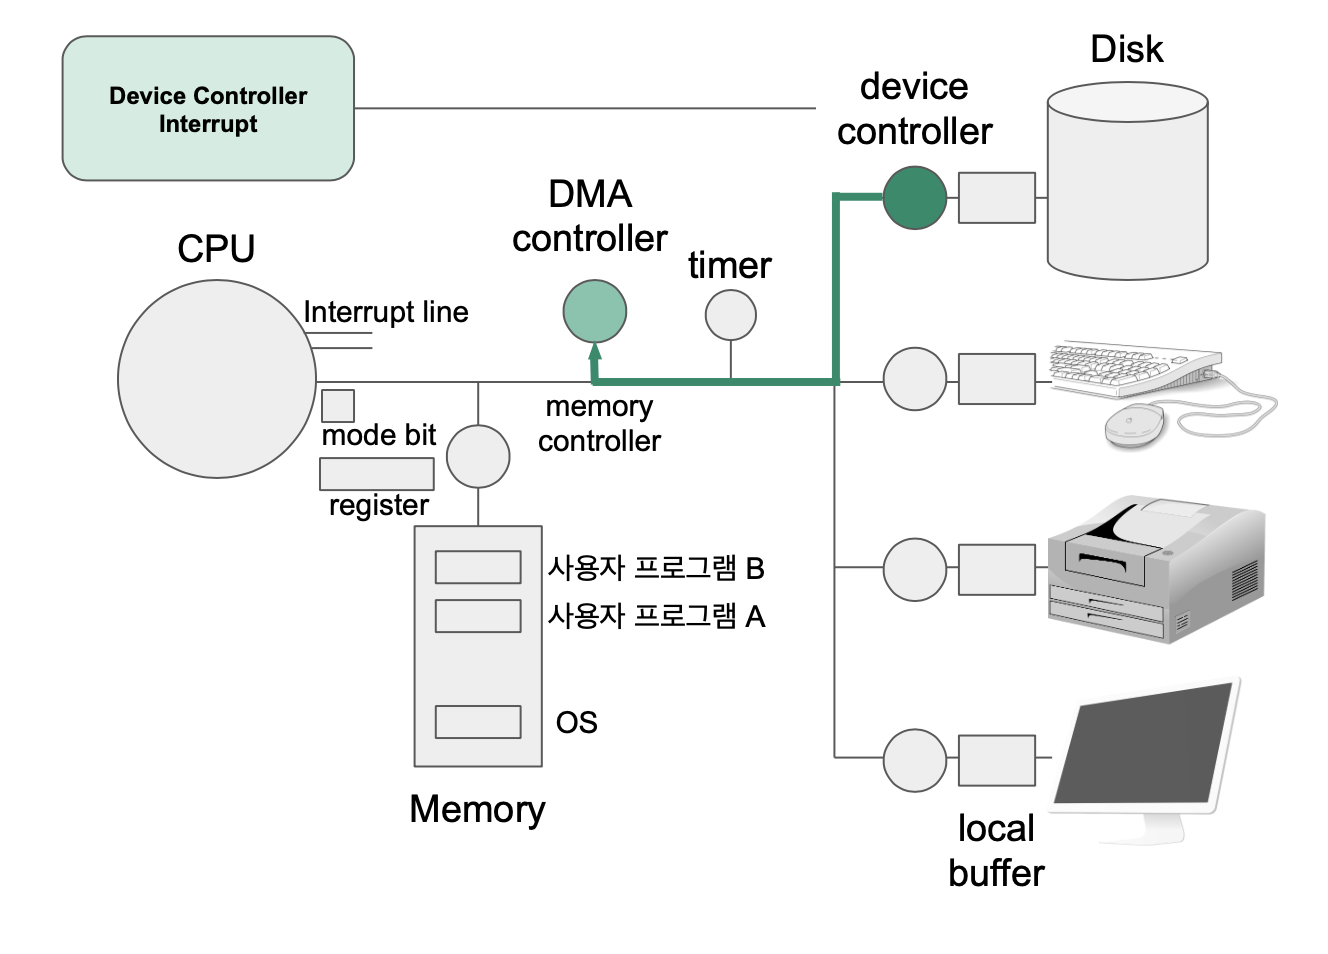 Device Controller
Interrupt
Disk
device
controller
DMA
controller
timer
CPU
Interrupt line
mode bit
register
memory
controller
사용자 프로그램 B
사용자 프로그램 A
OS
Memory
local
buffer